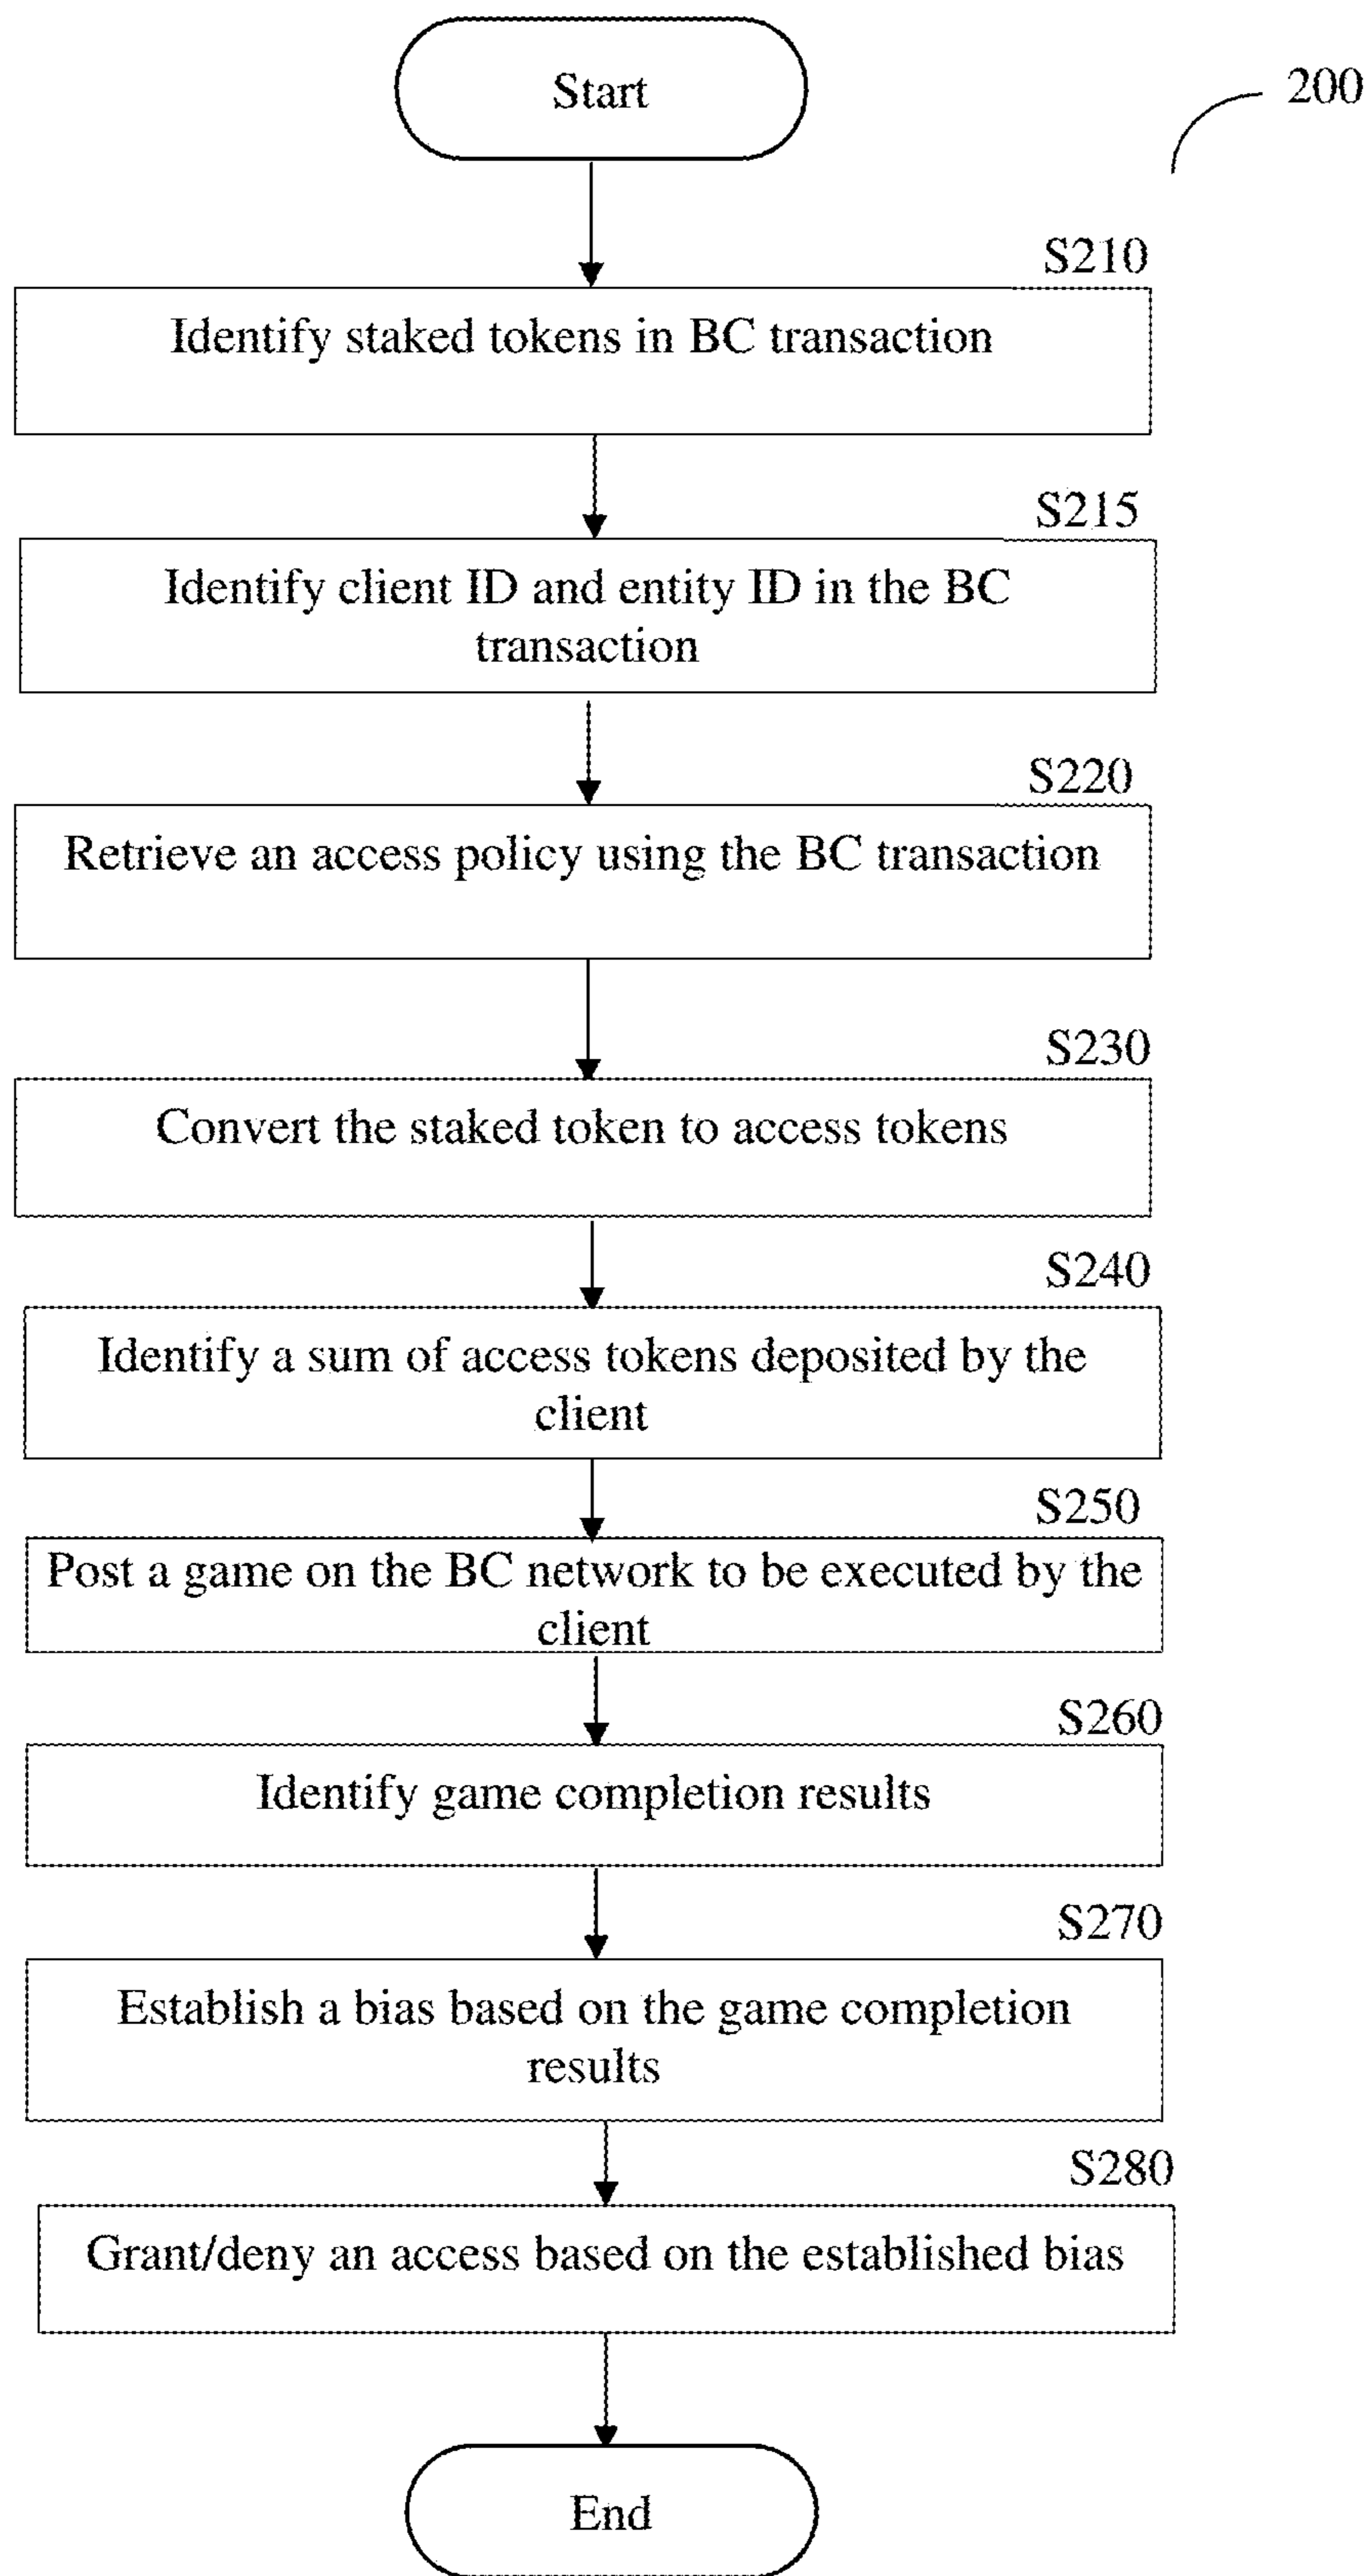 Start
200
S210
Identify staked tokens in BC transaction
S215
Identify client ID and entity ID in the BC
transaction
S220
Retrieve an access policy using the BC transaction
S230
Convert the staked token to access tokens
S240
Identify a sum of access tokens deposited by the
client
S250
Post a game on the BC network to be executed by the
client
S260
Identify game completion results
S270
Establish a bias based on the game completion
results
S280
Grant/deny an access based on the established bias
End